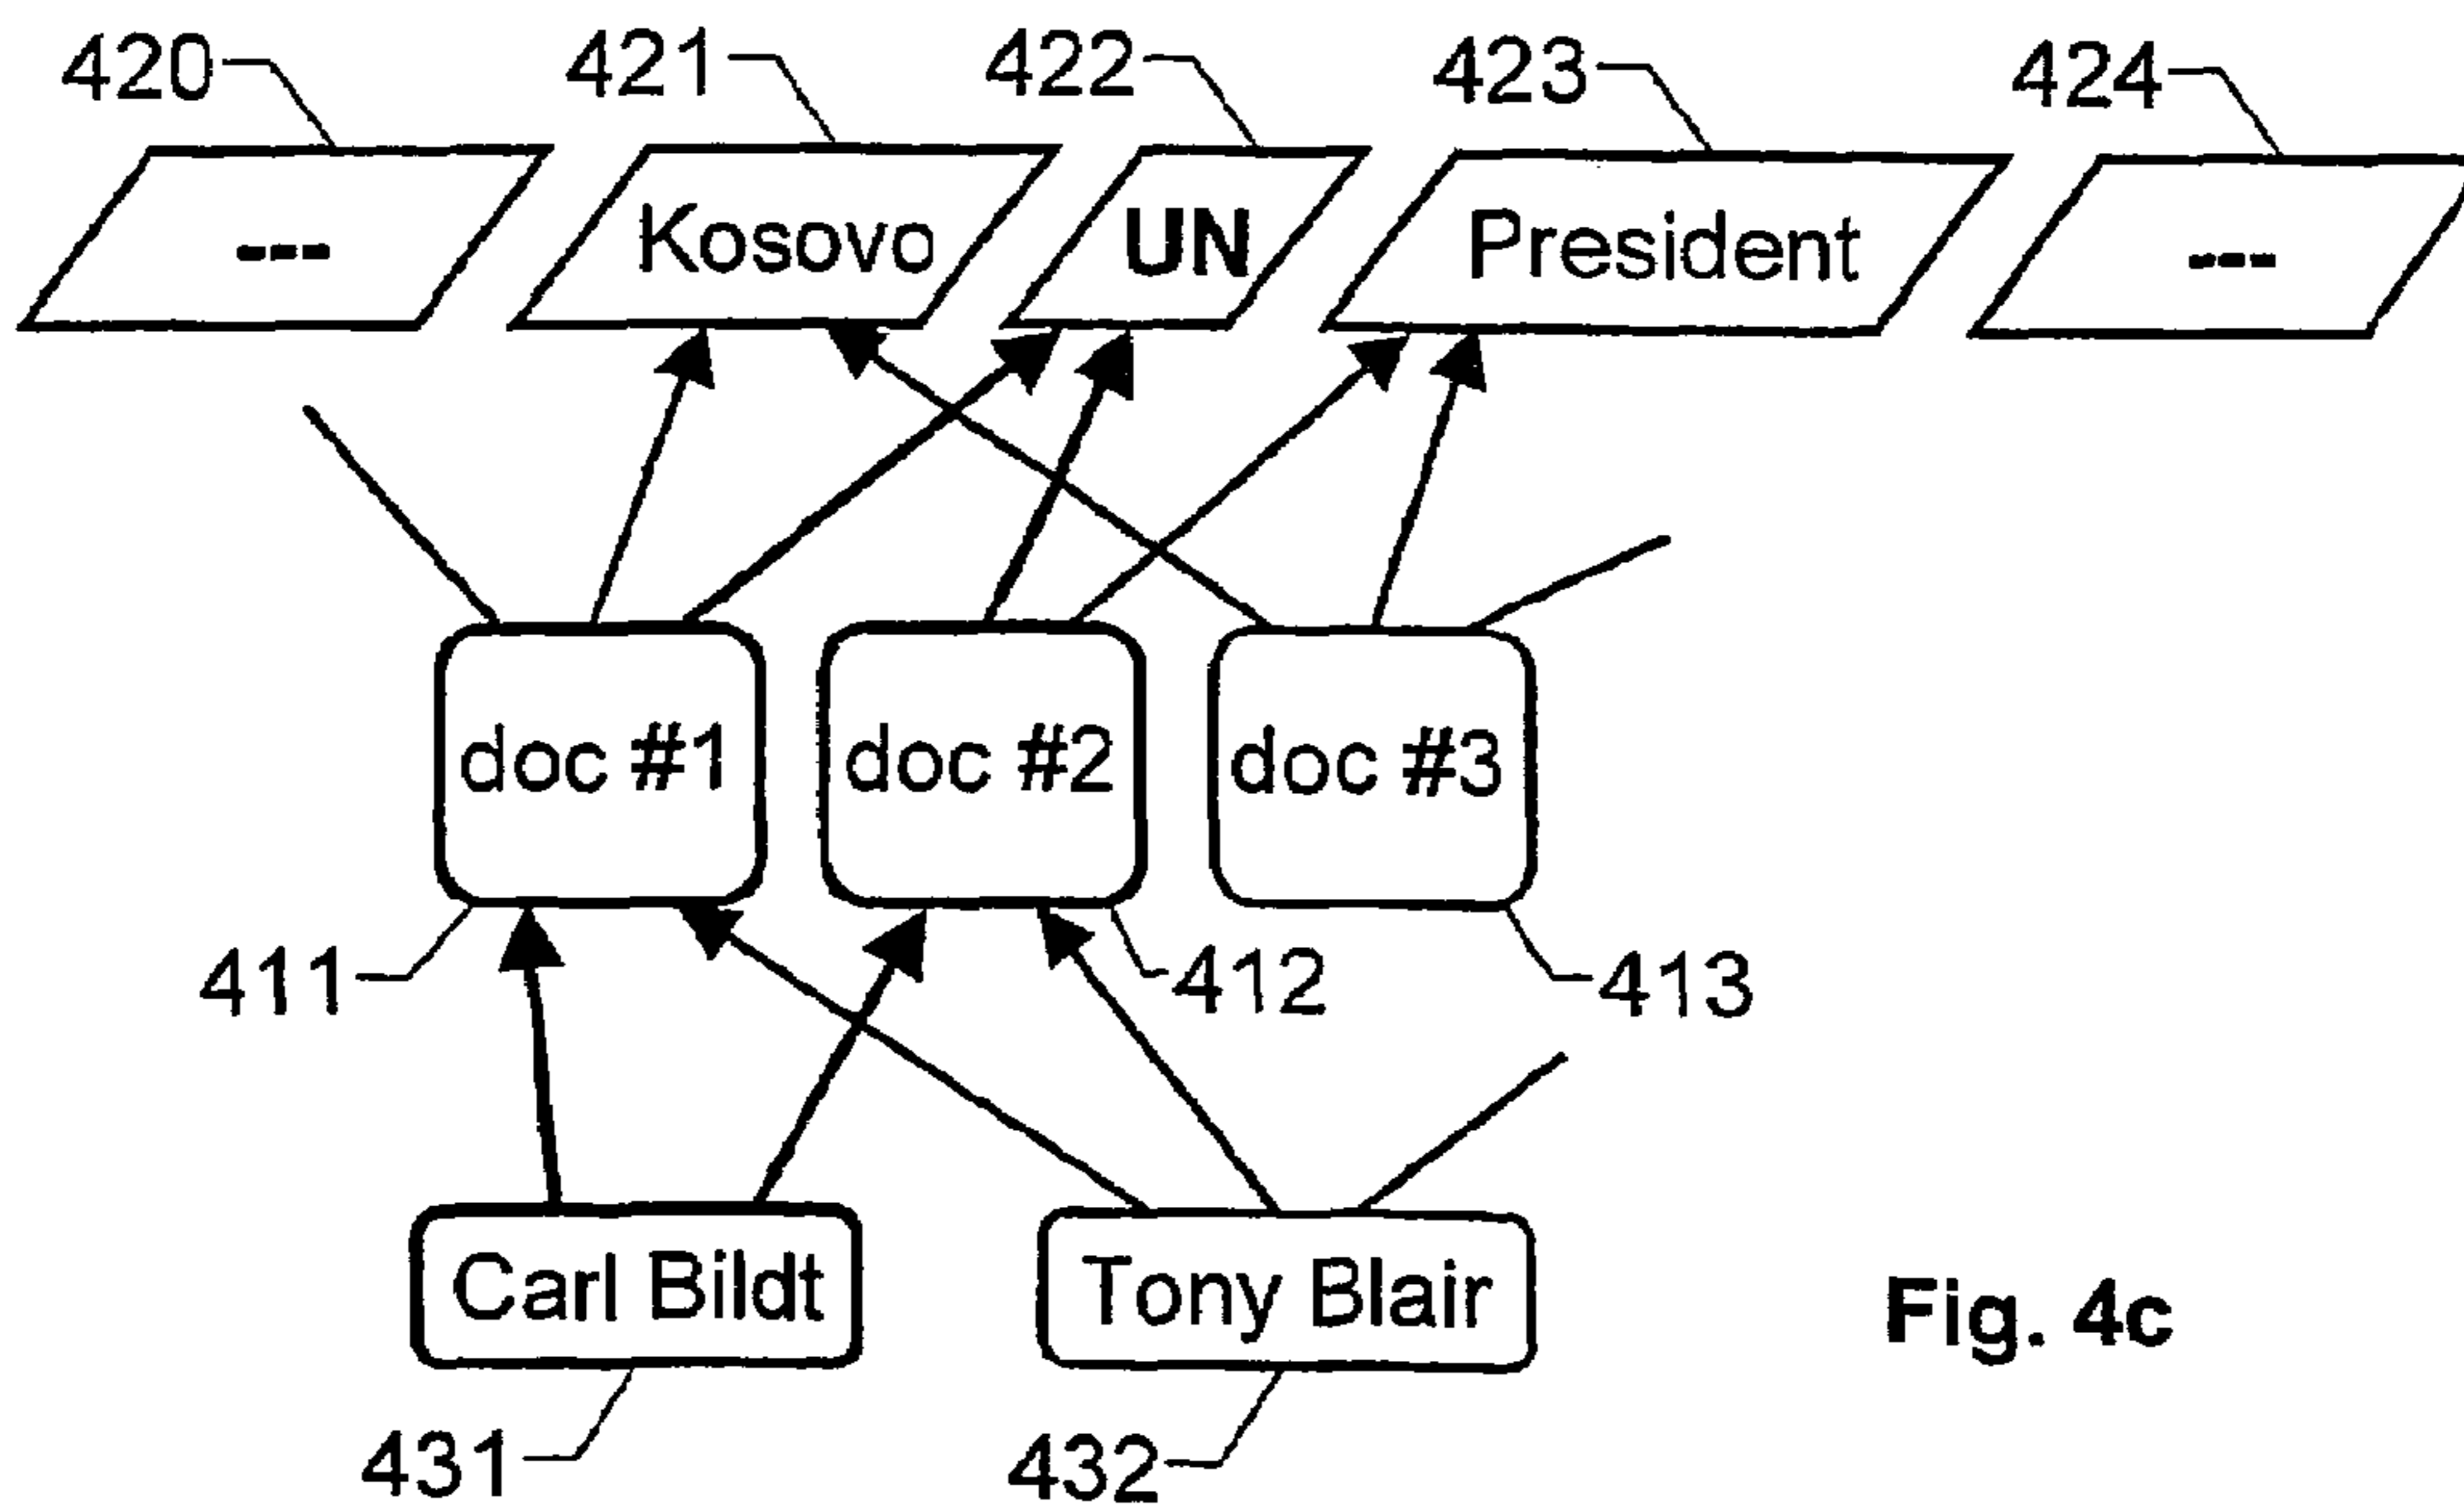 420 421 422 423 424
--- Kosovo UN President ---
doc #1 doc #2 doc #3
411 412 413
Carl Bildt Tony Blair
Fig. 4c
431 432